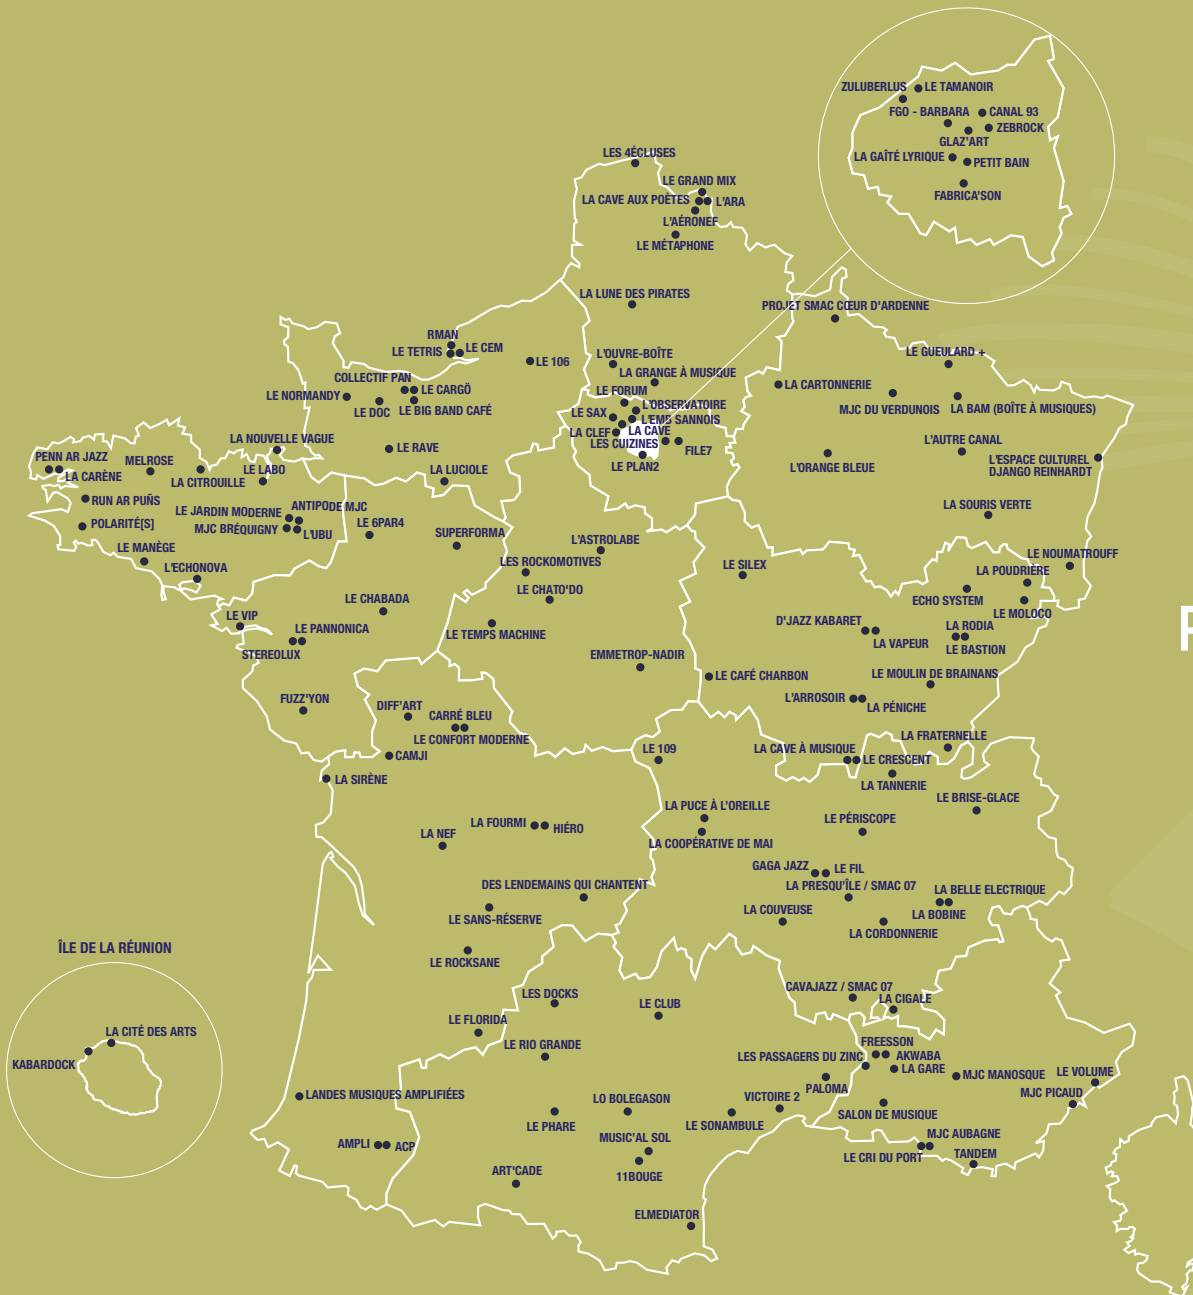 ZULUBERLUS
LE TAMANOIR
FGO - BARBARA
CANAL 93
ZEBROCK
GLAZ'ART
LA GAÎTÉ LYRIQUE
PETIT BAIN
FABRICA'SON
LES 4ÉCLUSES
LE GRAND MIX
LA CAVE AUX POÈTES
L'ARA
L'AÉRONEF
LE MÉTAPHONE
LA LUNE DES PIRATES
PROJET SMAC CŒUR D'ARDENNE
RMAN
LE TETRIS
LE CEM
LE 106
L'OUVRE-BOÎTE
LA GRANGE À MUSIQUE
LE GUEULARD +
COLLECTIF PAN
LE CARGÖ
LE NORMANDY
LE DOC
LE BIG BAND CAFÉ
LE FORUM
L'OBSERVATOIRE
LE SAX
L'EMB SANNOIS
LA CLEF
LA CAVE
LES CUIZINES
FILE7
LE PLAN2
LA CARTONNERIE
MJC DU VERDUNOIS
LA BAM (BOÎTE À MUSIQUES)
L'AUTRE CANAL
L'ORANGE BLEUE
L'ESPACE CULTUREL
DJANGO REINHARDT
LA NOUVELLE VAGUE
LE RAVE
PENN AR JAZZ
MELROSE
LA CARÈNE
LA CITROUILLE
LE LABO
LA LUCIOLE
RUN AR PUÑS
LE JARDIN MODERNE
ANTIPODE MJC
POLARITÉ[S]
MJC BRÉQUIGNY
L'UBU
LE 6PAR4
SUPERFORMA
LA SOURIS VERTE
LE MANÈGE
L'ECHONOVA
L'ASTROLABE
LES ROCKOMOTIVES
LE SILEX
LE NOUMATROUFF
LA POUDRIÈRE
LE CHATO'DO
ECHO SYSTEM
LE MOLOCO
LE CHABADA
LE VIP
LE PANNONICA
STEREOLUX
LE TEMPS MACHINE
D'JAZZ KABARET
LA VAPEUR
LA RODIA
LE BASTION
EMMETROP-NADIR
LE CAFÉ CHARBON
LE MOULIN DE BRAINANS
L'ARROSOIR
LA PÉNICHE
FUZZ'YON
DIFF'ART
CARRÉ BLEU
LE CONFORT MODERNE
CAMJI
LE 109
LA CAVE À MUSIQUE
LA FRATERNELLE
LE CRESCENT
LA TANNERIE
LA SIRÈNE
LE BRISE-GLACE
LA PUCE À L'OREILLE
LE PÉRISCOPE
LA NEF
LA FOURMI
HIÉRO
LA COOPÉRATIVE DE MAI
GAGA JAZZ
LE FIL
DES LENDEMAINS QUI CHANTENT
LA PRESQU'ÎLE / SMAC 07
LA BELLE ELECTRIQUE
LE SANS-RÉSERVE
LA COUVEUSE
LA BOBINE
LA CORDONNERIE
ÎLE DE LA RÉUNION
LE ROCKSANE
LES DOCKS
LE CLUB
CAVAJAZZ / SMAC 07
LA CIGALE
LA CITÉ DES ARTS
KABARDOCK
LE FLORIDA
LE RIO GRANDE
FREESSON
LES PASSAGERS DU ZINC
AKWABA
LA GARE
MJC MANOSQUE
LE VOLUME
PALOMA
MJC PICAUD
LANDES MUSIQUES AMPLIFIÉES
LO BOLEGASON
VICTOIRE 2
SALON DE MUSIQUE
LE PHARE
LE SONAMBULE
AMPLI
ACP
MUSIC'AL SOL
MJC AUBAGNE
LE CRI DU PORT
TANDEM
ART'CADE
11BOUGE
ELMEDIATOR